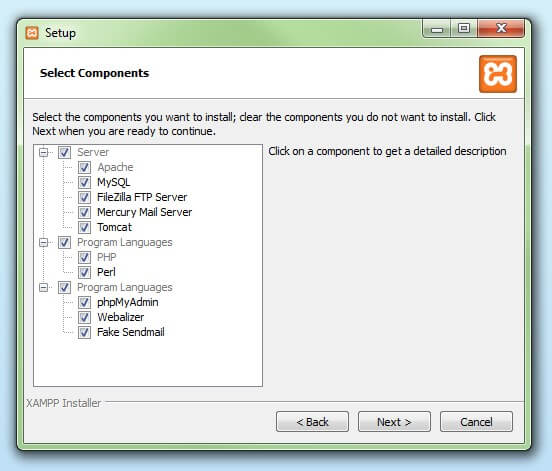 Setup
Select Components
Select the components you want to install; clear the components you do not want to install. Click
Next when you are ready to continue.
Server
Apache
MySQL
FileZilla FTP Server
Mercury Mail Server
Tomcat
Program Languages
PHP
Perl
Program Languages
phpMyAdmin
Webalizer
Fake Sendmail
Click on a component to get a detailed description
XAMPP Installer
< Back
Next >
Cancel